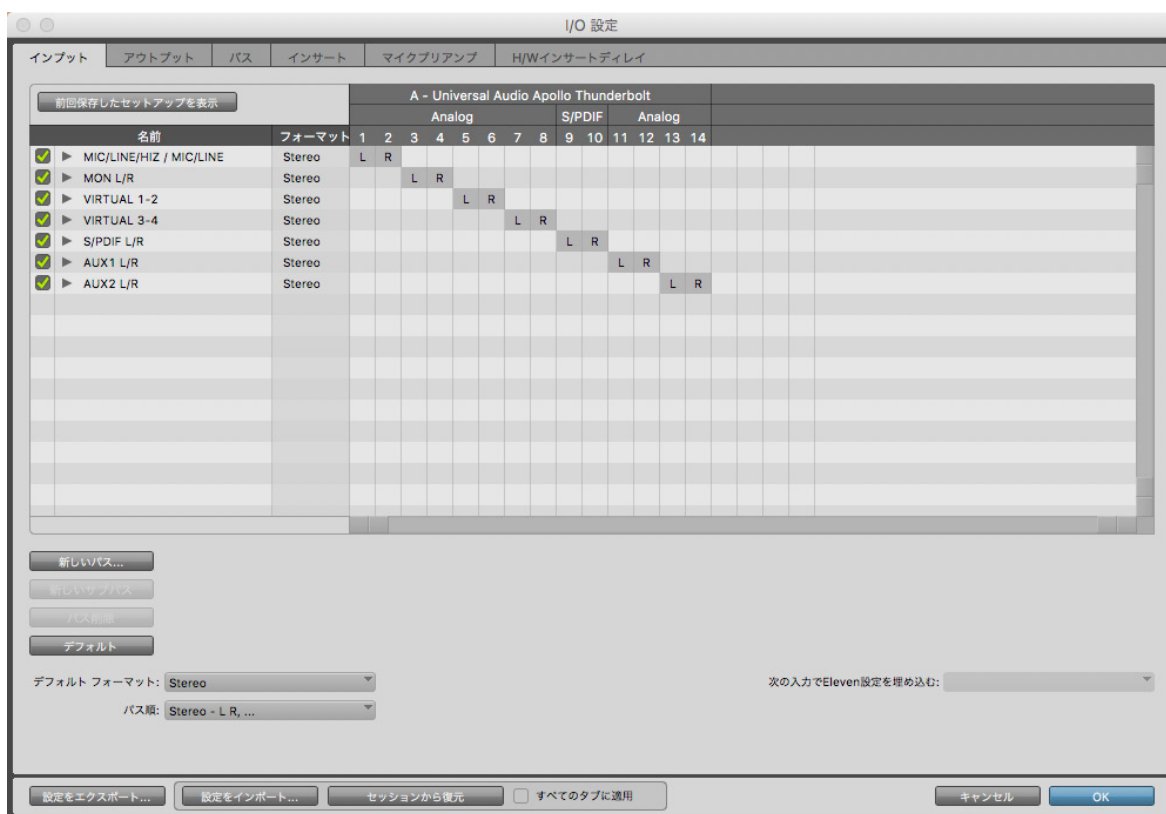 I/O 設定
インプット アウトプット バス インサート マイクプリアンプ H/Wインサートディレイ
前回保存したセットアップを表示
A - Universal Audio Apollo Thunderbolt
Analog S/PDIF Analog
名前 フォーマット 1 2 3 4 5 6 7 8 9 10 11 12 13 14
MIC/LINE/HIZ / MIC/LINE Stereo L R
MON L/R Stereo L R
VIRTUAL 1-2 Stereo L R
VIRTUAL 3-4 Stereo L R
S/PDIF L/R Stereo L R
AUX1 L/R Stereo L R
AUX2 L/R Stereo L R
新しいパス...
新しいサブパス
パス削除
デフォルト
デフォルト フォーマット: Stereo 次の入力でEleven設定を埋め込む:
パス順: Stereo - L R, ...
設定をエクスポート... 設定をインポート... セッションから復元 すべてのタブに適用 キャンセル OK